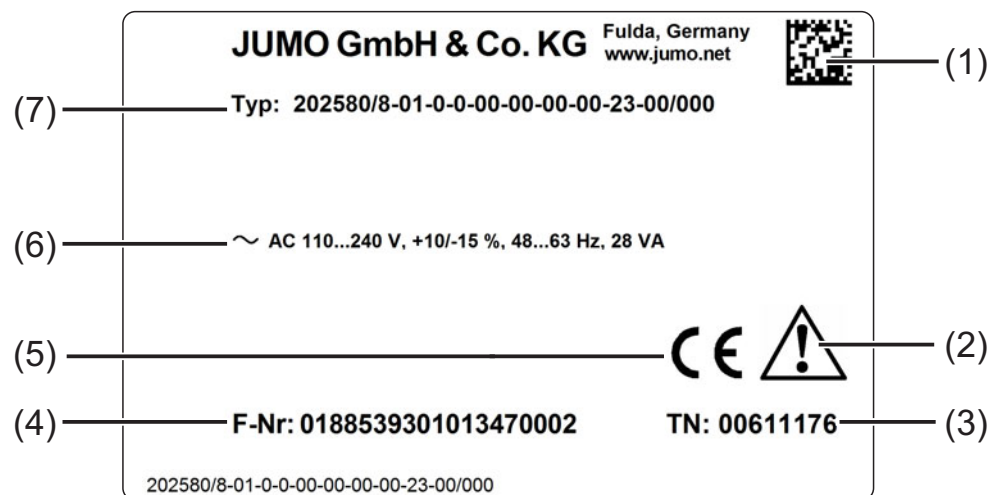 JUMO GmbH & Co. KG Fulda, Germany
www.jumo.net
(1)
(7) Typ: 202580/8-01-0-0-00-00-00-00-23-00/000
(6) ~ AC 110...240 V, +10/-15 %, 48...63 Hz, 28 VA
(5) CE (2)
(4) F-Nr: 0188539301013470002 TN: 00611176 (3)
202580/8-01-0-0-00-00-00-00-23-00/000